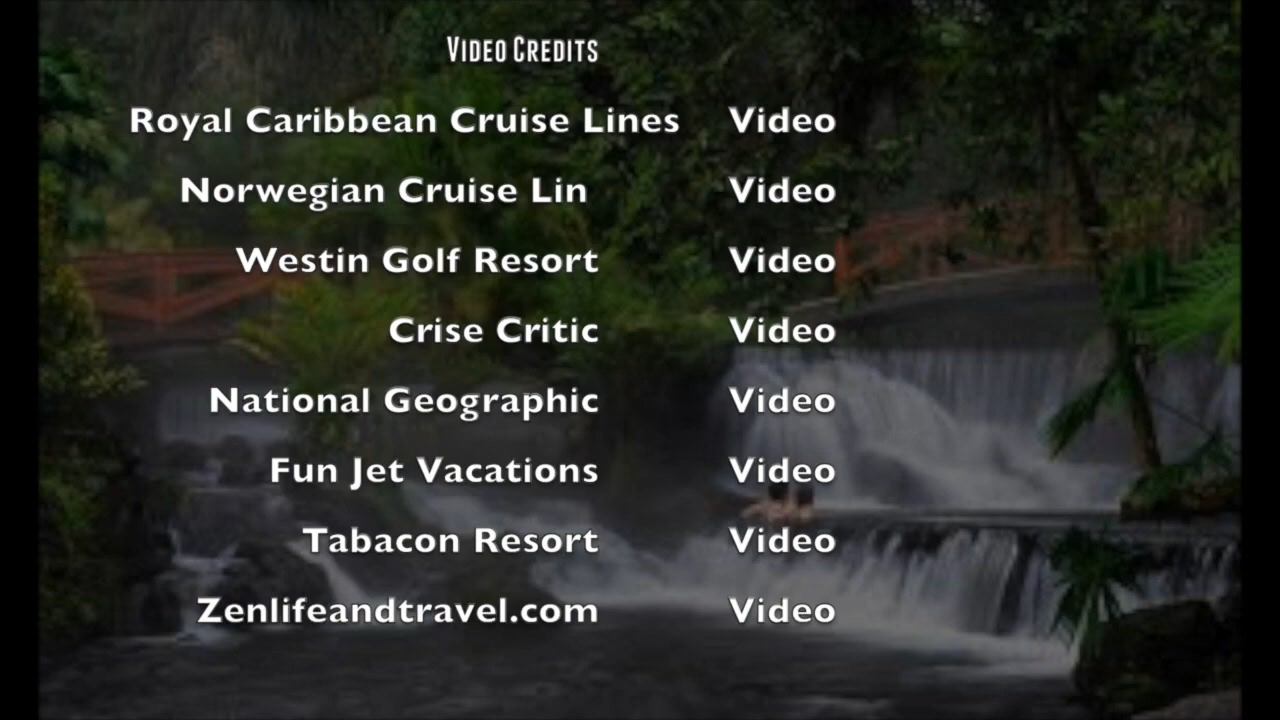 Video Credits
Royal Caribbean Cruise Lines Video
Norwegian Cruise Lin Video
Westin Golf Resort Video
Crise Critic Video
National Geographic Video
Fun Jet Vacations Video
Tabacon Resort Video
Zenlifeandtravel.com Video